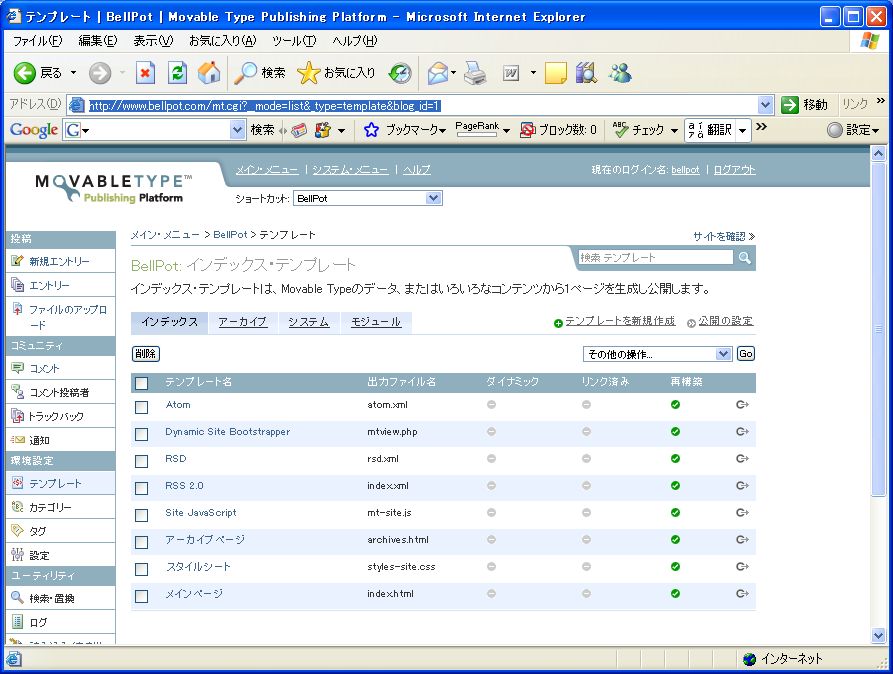 テンプレート | BellPot | Movable Type Publishing Platform - Microsoft Internet Explorer
ファイル(F) 編集(E) 表示(V) お気に入り(A) ツール(T) ヘルプ(H)
戻る 検索 お気に入り
アドレス(D) http://www.bellpot.com/mt.cgi?_mode=list&_type=template&blog_id=1 移動 リンク »
Google G 検索 ブックマーク PageRank ブロック数: 0 ABC チェック 翻訳 » 設定
MOVABLETYPE™
Publishing Platform
メイン・メニュー | システム・メニュー | ヘルプ 現在のログイン名: bellpot | ログアウト
ショートカット: BellPot
メイン・メニュー > BellPot > テンプレート サイトを確認 »
BellPot: インデックス・テンプレート 検索 テンプレート
インデックス・テンプレートは、Movable Typeのデータ、またはいろいろなコンテンツから1ページを生成し公開します。
インデックス アーカイブ システム モジュール テンプレートを新規作成 公開の設定
削除 その他の操作... Go
テンプレート名 出力ファイル名 ダイナミック リンク済み 再構築
Atom atom.xml
Dynamic Site Bootstrapper mtview.php
RSD rsd.xml
RSS 2.0 index.xml
Site JavaScript mt-site.js
アーカイブページ archives.html
スタイルシート styles-site.css
メインページ index.html
投稿
新規エントリー
エントリー
ファイルのアップロ
ード
コミュニティ
コメント
コメント投稿者
トラックバック
通知
環境設定
テンプレート
カテゴリー
タグ
設定
ユーティリティ
検索・置換
ログ
インターネット